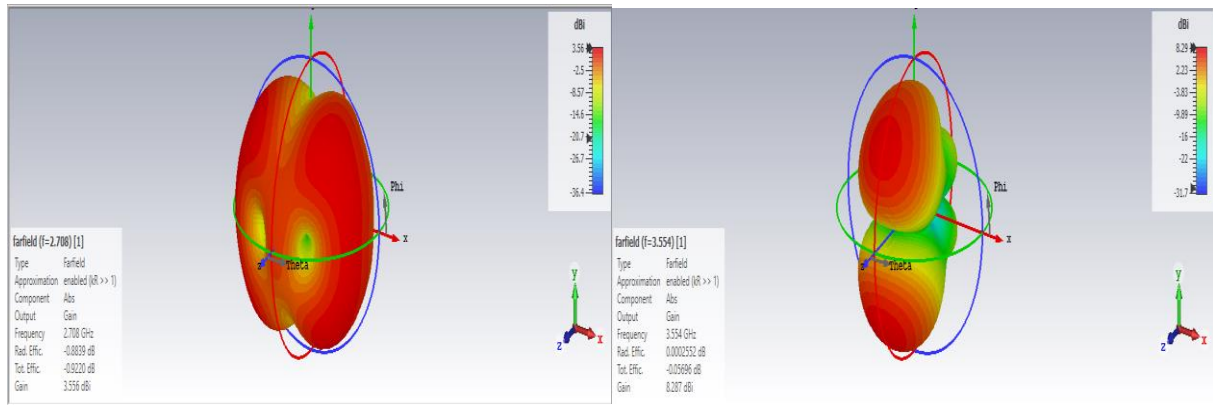 dBi
3.56
-2.5
-8.57
-14.6
-20.7
-26.7
-36.4
Phi
x
z
Theta
farfield (f=2.708) [1]
Type Farfield
Approximation enabled (kR >> 1)
Component Abs
Output Gain
Frequency 2.708 GHz
Rad. Effic. -0.8839 dB
Tot. Effic. -0.9220 dB
Gain 3.556 dBi
y
z
x
dBi
8.29
2.23
-3.83
-9.89
-16
-22
-31.7
Phi
x
z
Theta
farfield (f=3.554) [1]
Type Farfield
Approximation enabled (kR >> 1)
Component Abs
Output Gain
Frequency 3.554 GHz
Rad. Effic. 0.0002552 dB
Tot. Effic. -0.05696 dB
Gain 8.287 dBi
y
z
x